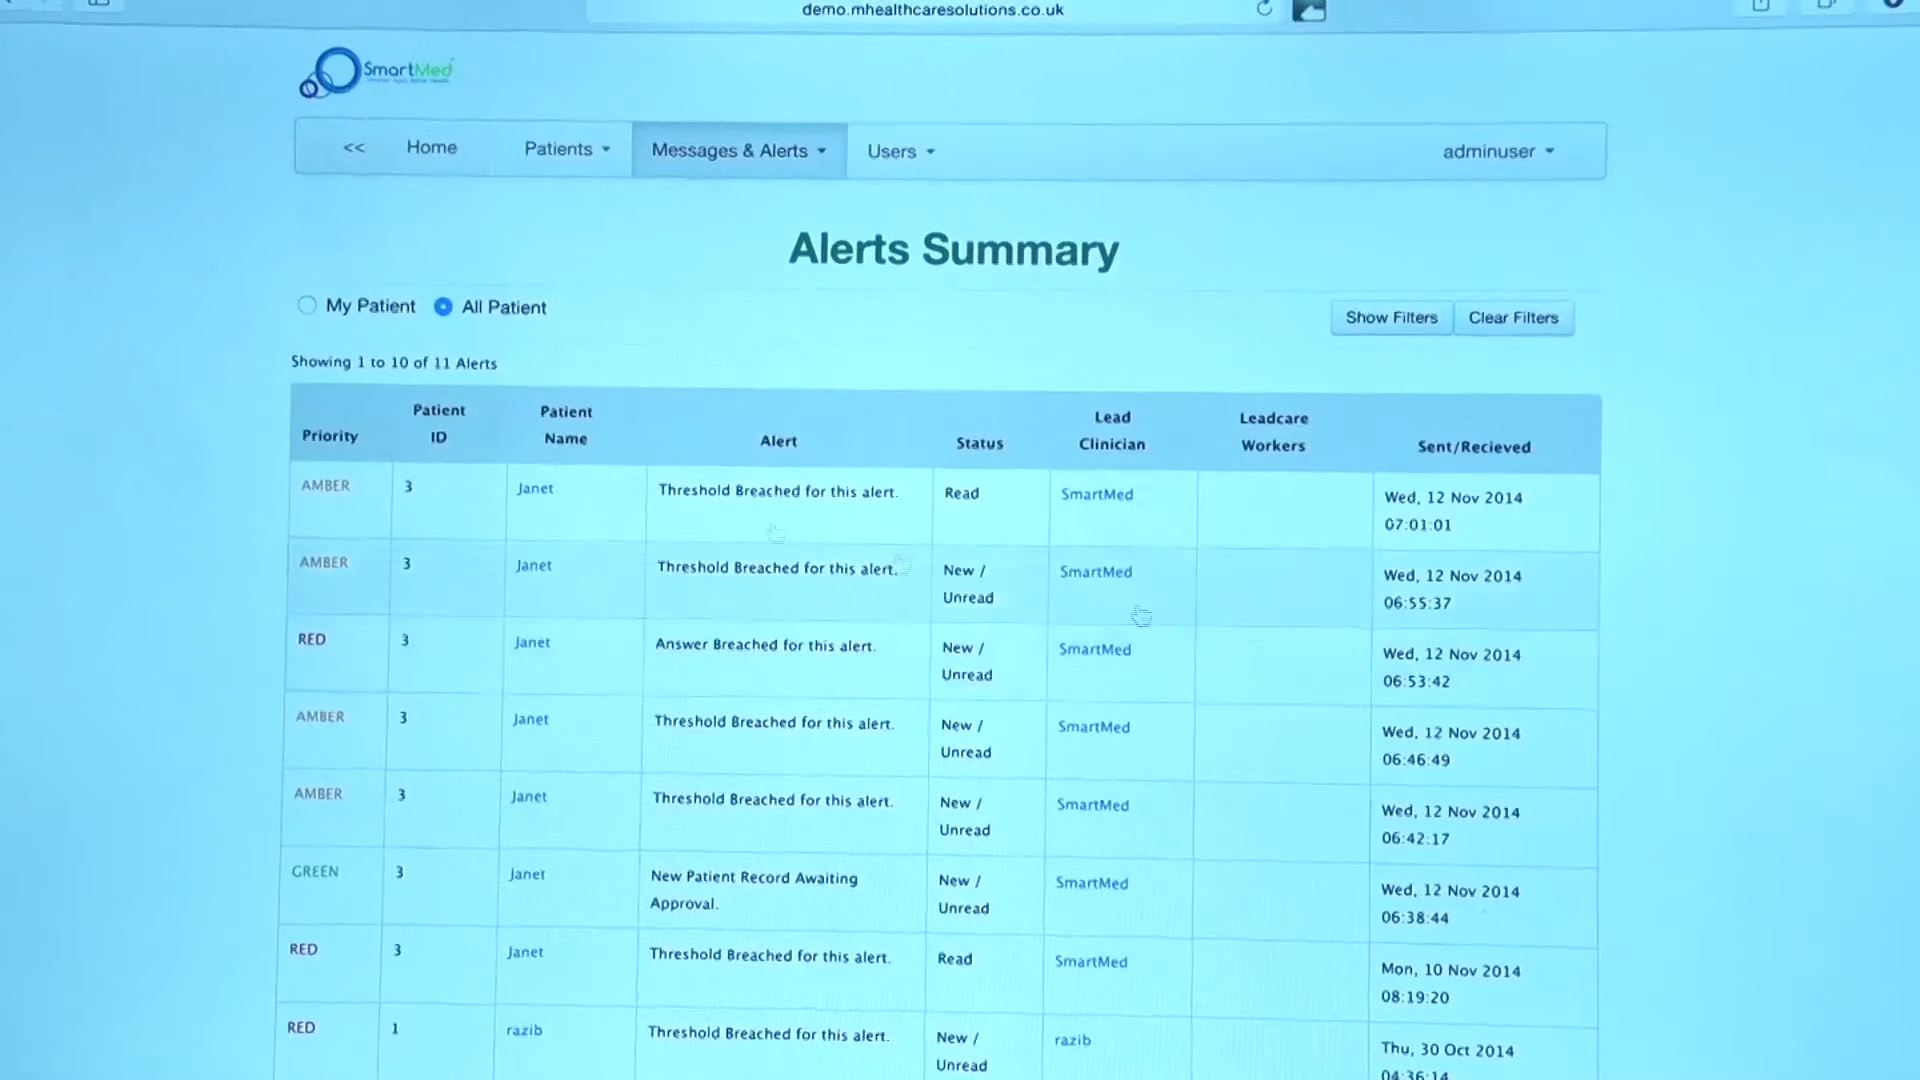 demo.mhealthcaresolutions.co.uk
SmartMed
<< Home Patients Messages & Alerts Users adminuser
Alerts Summary
My Patient All Patient Show Filters Clear Filters
Showing 1 to 10 of 11 Alerts
Priority Patient ID Patient Name Alert Status Lead Clinician Leadcare Workers Sent/Recieved
AMBER 3 Janet Threshold Breached for this alert. Read SmartMed Wed, 12 Nov 2014
07:01:01
AMBER 3 Janet Threshold Breached for this alert. New / SmartMed Wed, 12 Nov 2014
Unread 06:55:37
RED 3 Janet Answer Breached for this alert. New / SmartMed Wed, 12 Nov 2014
Unread 06:53:42
AMBER 3 Janet Threshold Breached for this alert. New / SmartMed Wed, 12 Nov 2014
Unread 06:46:49
AMBER 3 Janet Threshold Breached for this alert. New / SmartMed Wed, 12 Nov 2014
Unread 06:42:17
GREEN 3 Janet New Patient Record Awaiting New / SmartMed Wed, 12 Nov 2014
Approval. Unread 06:38:44
RED 3 Janet Threshold Breached for this alert. Read SmartMed Mon, 10 Nov 2014
08:19:20
RED 1 razib Threshold Breached for this alert. New / razib Thu, 30 Oct 2014
Unread 04:36:14